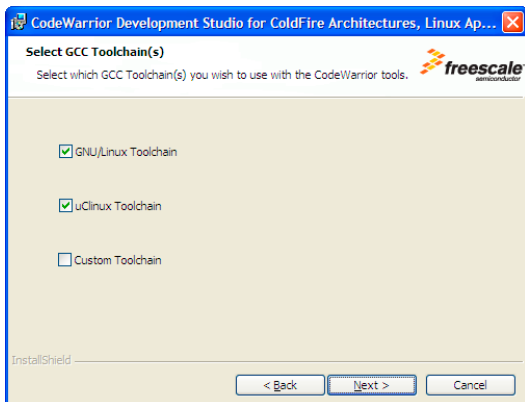 CodeWarrior Development Studio for ColdFire Architectures, Linux Ap...
Select GCC Toolchain(s)
Select which GCC Toolchain(s) you wish to use with the CodeWarrior tools.
freescale
semiconductor
GNU/Linux Toolchain
uClinux Toolchain
Custom Toolchain
InstallShield
< Back
Next >
Cancel